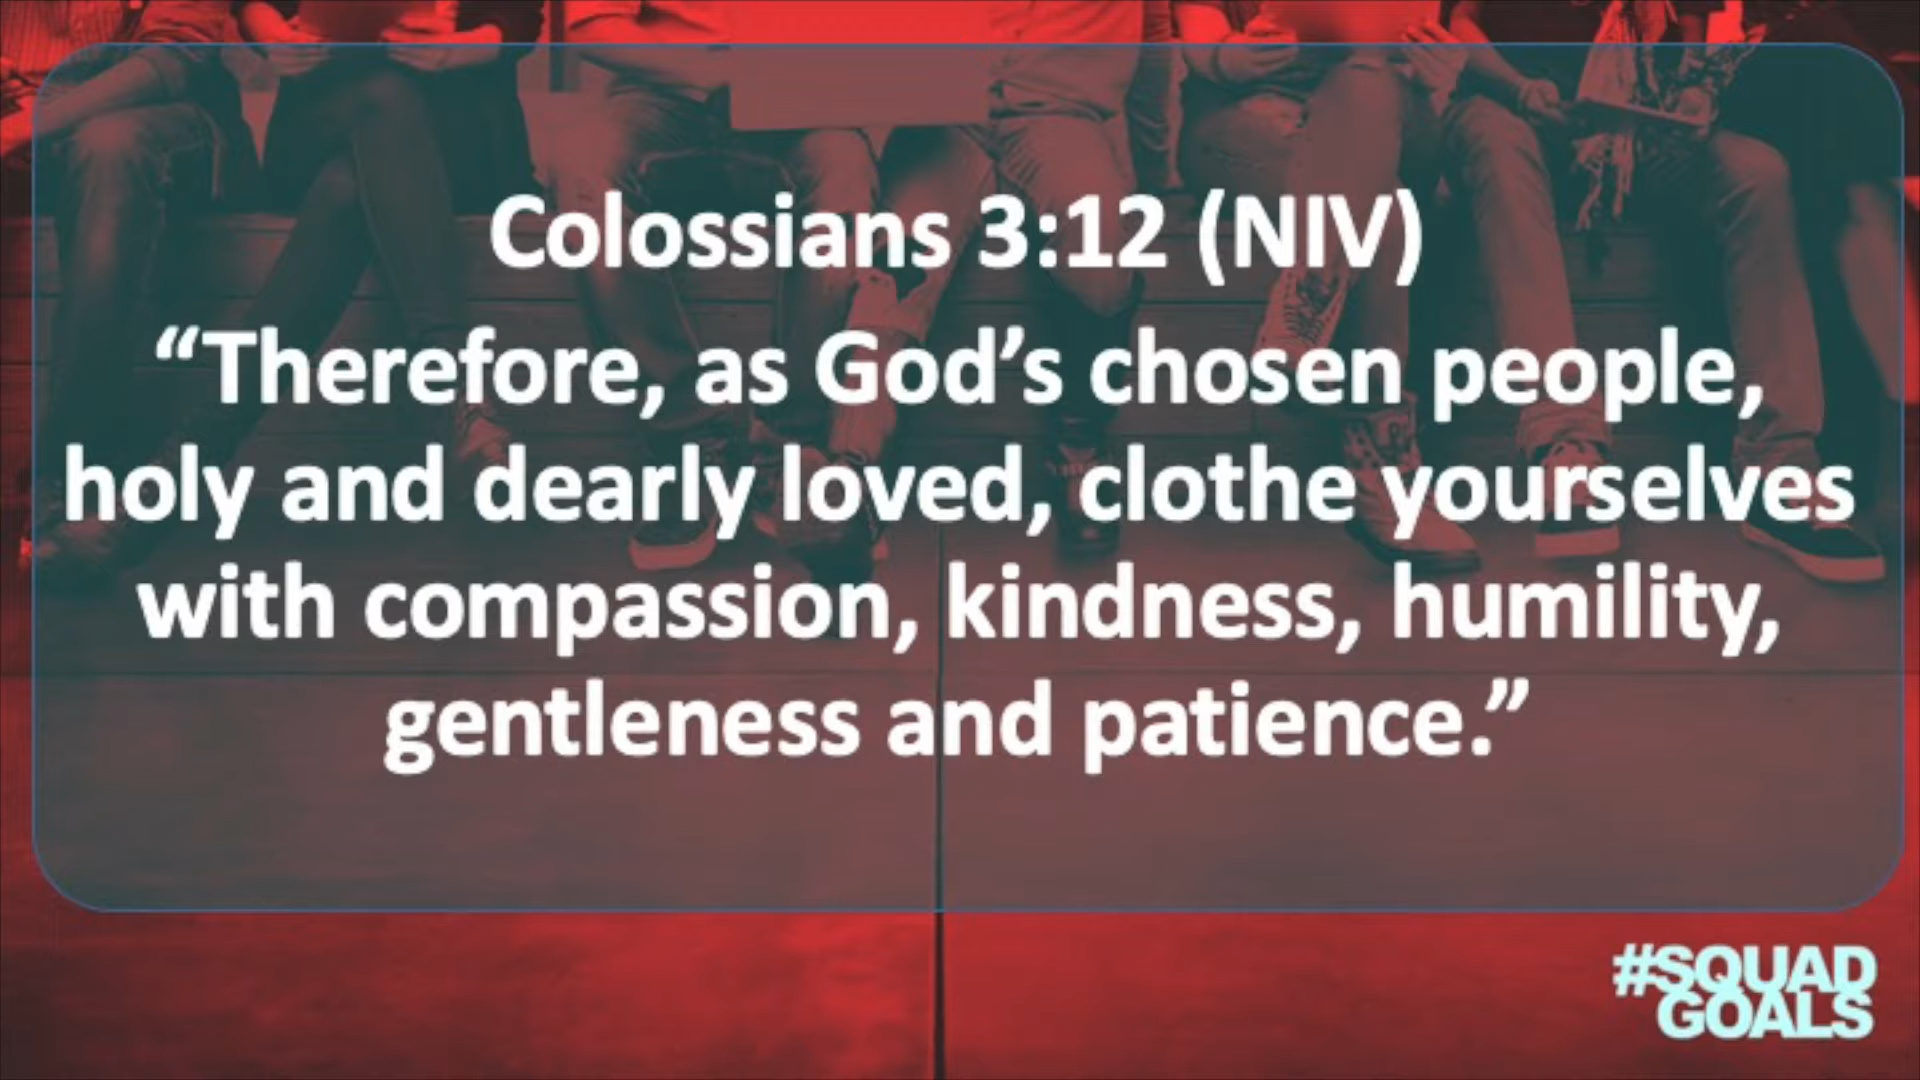 Colossians 3:12 (NIV)
“Therefore, as God’s chosen people,
holy and dearly loved, clothe yourselves
with compassion, kindness, humility,
gentleness and patience.”
#SQUAD
GOALS